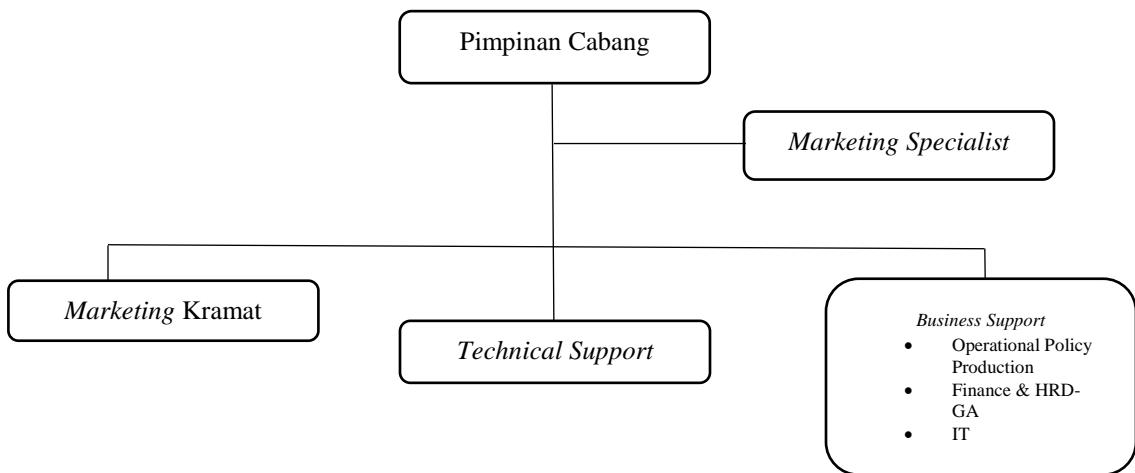 Pimpinan Cabang
Marketing Specialist
Marketing Kramat
Technical Support
Business Support
• Operational Policy
Production
• Finance & HRD-
GA
• IT